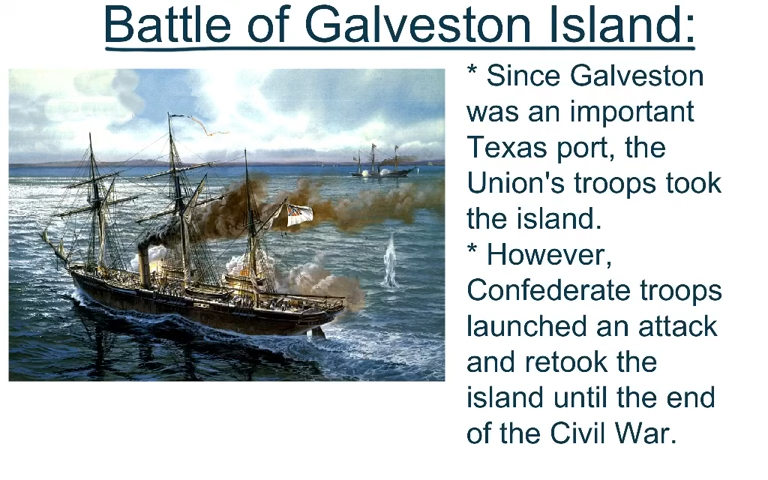 Battle of Galveston Island:
* Since Galveston
was an important
Texas port, the
Union's troops took
the island.
* However,
Confederate troops
launched an attack
and retook the
island until the end
of the Civil War.